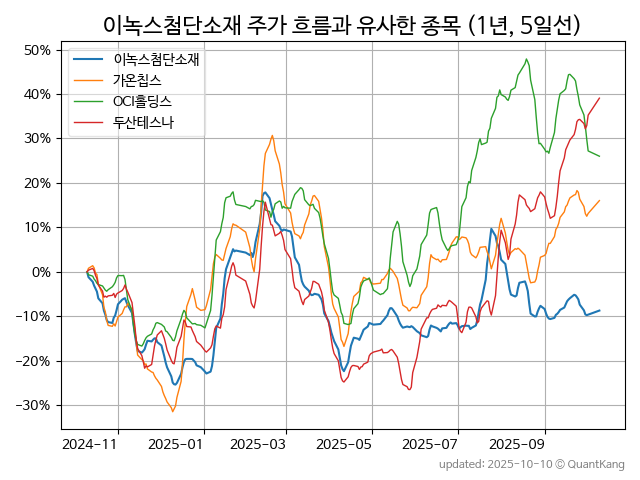 이녹스첨단소재 주가 흐름과 유사한 종목 (1년, 5일선)
이녹스첨단소재
가온칩스
OCI홀딩스
두산테스나
50%
40%
30%
20%
10%
0%
−10%
−20%
−30%
2024-11
2025-01
2025-03
2025-05
2025-07
2025-09
updated: 2025-10-10 © QuantKang